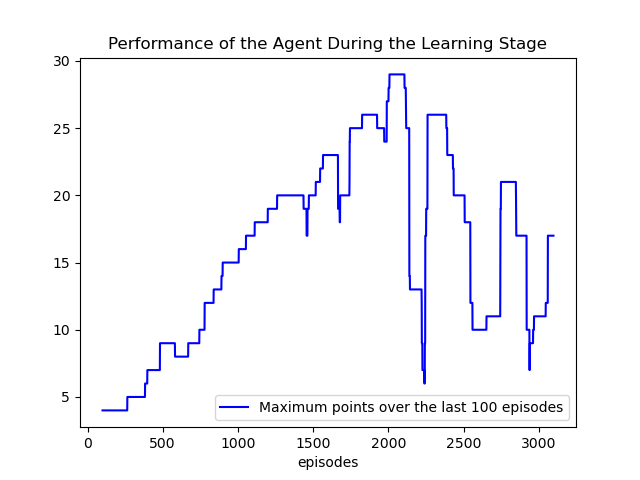 Performance of the Agent During the Learning Stage
30
25
20
15
10
5
Maximum points over the last 100 episodes
0 500 1000 1500 2000 2500 3000
episodes